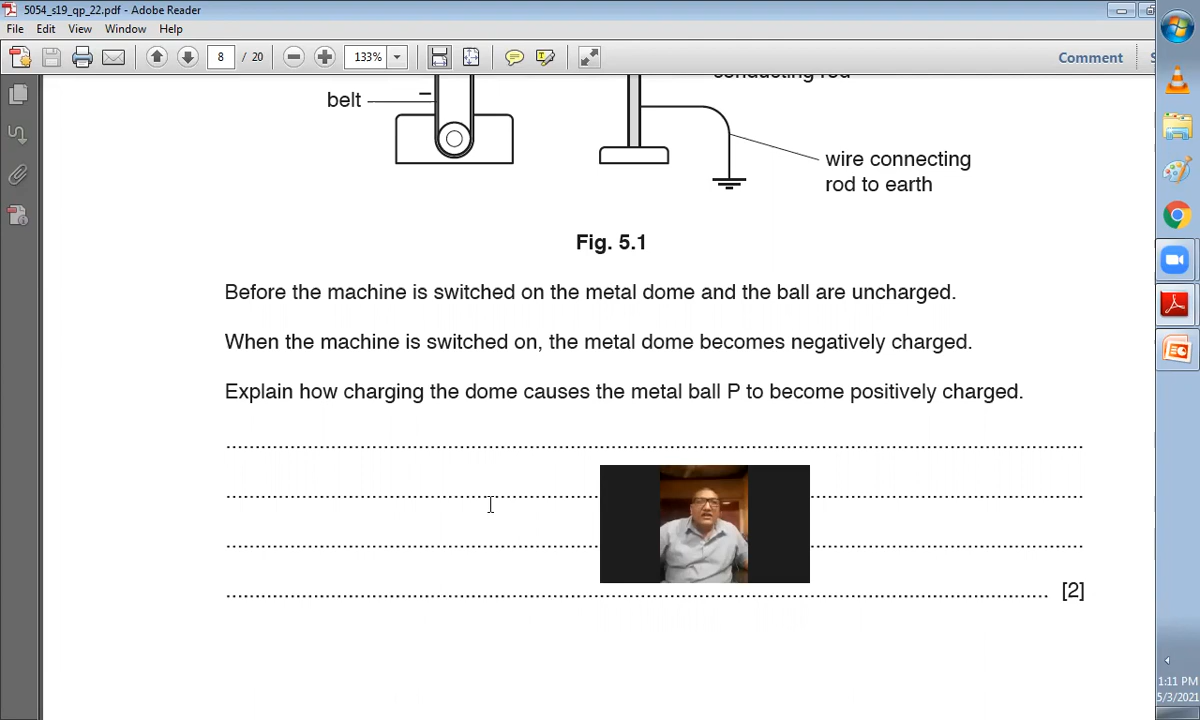 5054_s19_qp_22.pdf - Adobe Reader
File Edit View Window Help
8 / 20 133% Comment
conducting rod
belt
−
wire connecting
rod to earth
Fig. 5.1
Before the machine is switched on the metal dome and the ball are uncharged.
When the machine is switched on, the metal dome becomes negatively charged.
Explain how charging the dome causes the metal ball P to become positively charged.
[2]
1:11 PM
5/3/2021